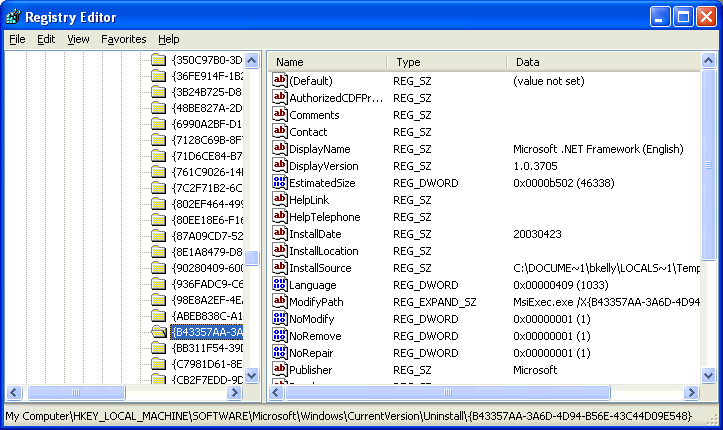 Registry Editor
File Edit View Favorites Help
{350C97B0-3D
{36FE914F-1B2
{3B24B725-D8
{48BE827A-2D
{6990A2BF-D1
{7128C69B-8F
{71D6CE84-B7
{761C9026-14
{7C2F71B2-6C
{802EF464-499
{80EE18E6-F16
{87A09CD7-52
{8E1A8479-D8
{90280409-600
{936FADC9-C6
{98E8A2EF-4E
{ABEB838C-A1
{B43357AA-3A
{BB311F54-39D
{C7981D61-8E
{CB2F7EDD-9D
Name Type Data
(Default) REG_SZ (value not set)
AuthorizedCDFPr... REG_SZ
Comments REG_SZ
Contact REG_SZ
DisplayName REG_SZ Microsoft .NET Framework (English)
DisplayVersion REG_SZ 1.0.3705
EstimatedSize REG_DWORD 0x0000b502 (46338)
HelpLink REG_SZ
HelpTelephone REG_SZ
InstallDate REG_SZ 20030423
InstallLocation REG_SZ
InstallSource REG_SZ C:\DOCUME~1\bkelly\LOCALS~1\Temp
Language REG_DWORD 0x00000409 (1033)
ModifyPath REG_EXPAND_SZ MsiExec.exe /X{B43357AA-3A6D-4D94
NoModify REG_DWORD 0x00000001 (1)
NoRemove REG_DWORD 0x00000001 (1)
NoRepair REG_DWORD 0x00000001 (1)
Publisher REG_SZ Microsoft
My Computer\HKEY_LOCAL_MACHINE\SOFTWARE\Microsoft\Windows\CurrentVersion\Uninstall\{B43357AA-3A6D-4D94-B56E-43C44D09E548}